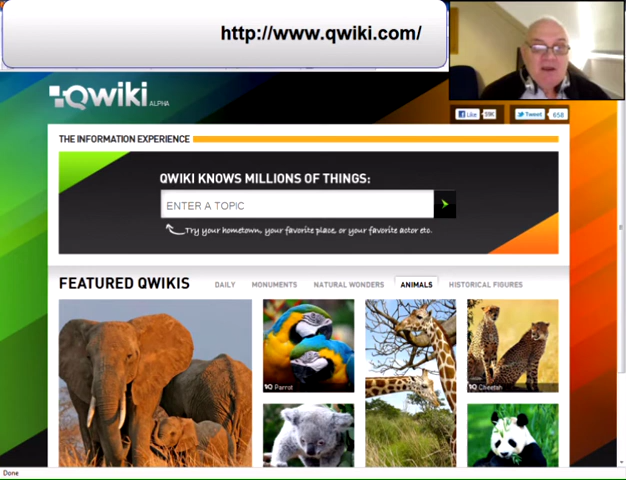 http://www.qwiki.com/
Qwiki ALPHA
Like 39K Tweet 658
THE INFORMATION EXPERIENCE
QWIKI KNOWS MILLIONS OF THINGS:
ENTER A TOPIC
Try your hometown, your favorite place, or your favorite actor etc.
FEATURED QWIKIS DAILY MONUMENTS NATURAL WONDERS ANIMALS HISTORICAL FIGURES
Parrot Cheetah
Done